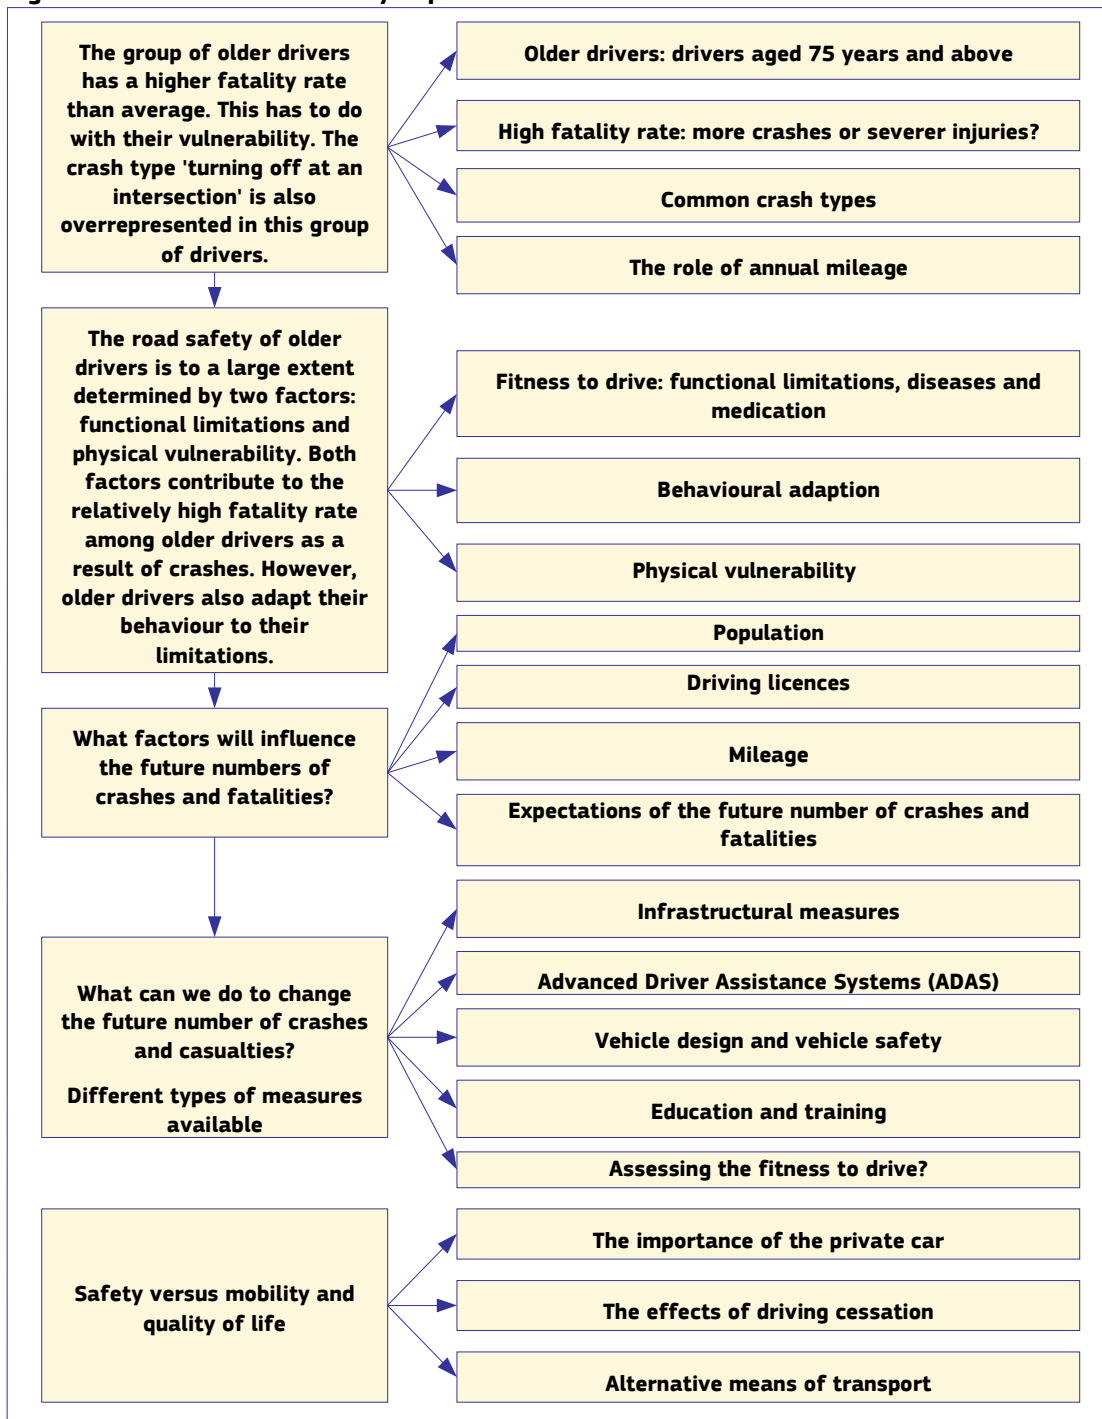 The group of older drivers
has a higher fatality rate
than average. This has to do
with their vulnerability. The
crash type 'turning off at an
intersection' is also
overrepresented in this group
of drivers.
Older drivers: drivers aged 75 years and above
High fatality rate: more crashes or severer injuries?
Common crash types
The role of annual mileage
The road safety of older
drivers is to a large extent
determined by two factors:
functional limitations and
physical vulnerability. Both
factors contribute to the
relatively high fatality rate
among older drivers as a
result of crashes. However,
older drivers also adapt their
behaviour to their
limitations.
Fitness to drive: functional limitations, diseases and
medication
Behavioural adaption
Physical vulnerability
What factors will influence
the future numbers of
crashes and fatalities?
Population
Driving licences
Mileage
Expectations of the future number of crashes and
fatalities
What can we do to change
the future number of crashes
and casualties?
Different types of measures
available
Infrastructural measures
Advanced Driver Assistance Systems (ADAS)
Vehicle design and vehicle safety
Education and training
Assessing the fitness to drive?
Safety versus mobility and
quality of life
The importance of the private car
The effects of driving cessation
Alternative means of transport